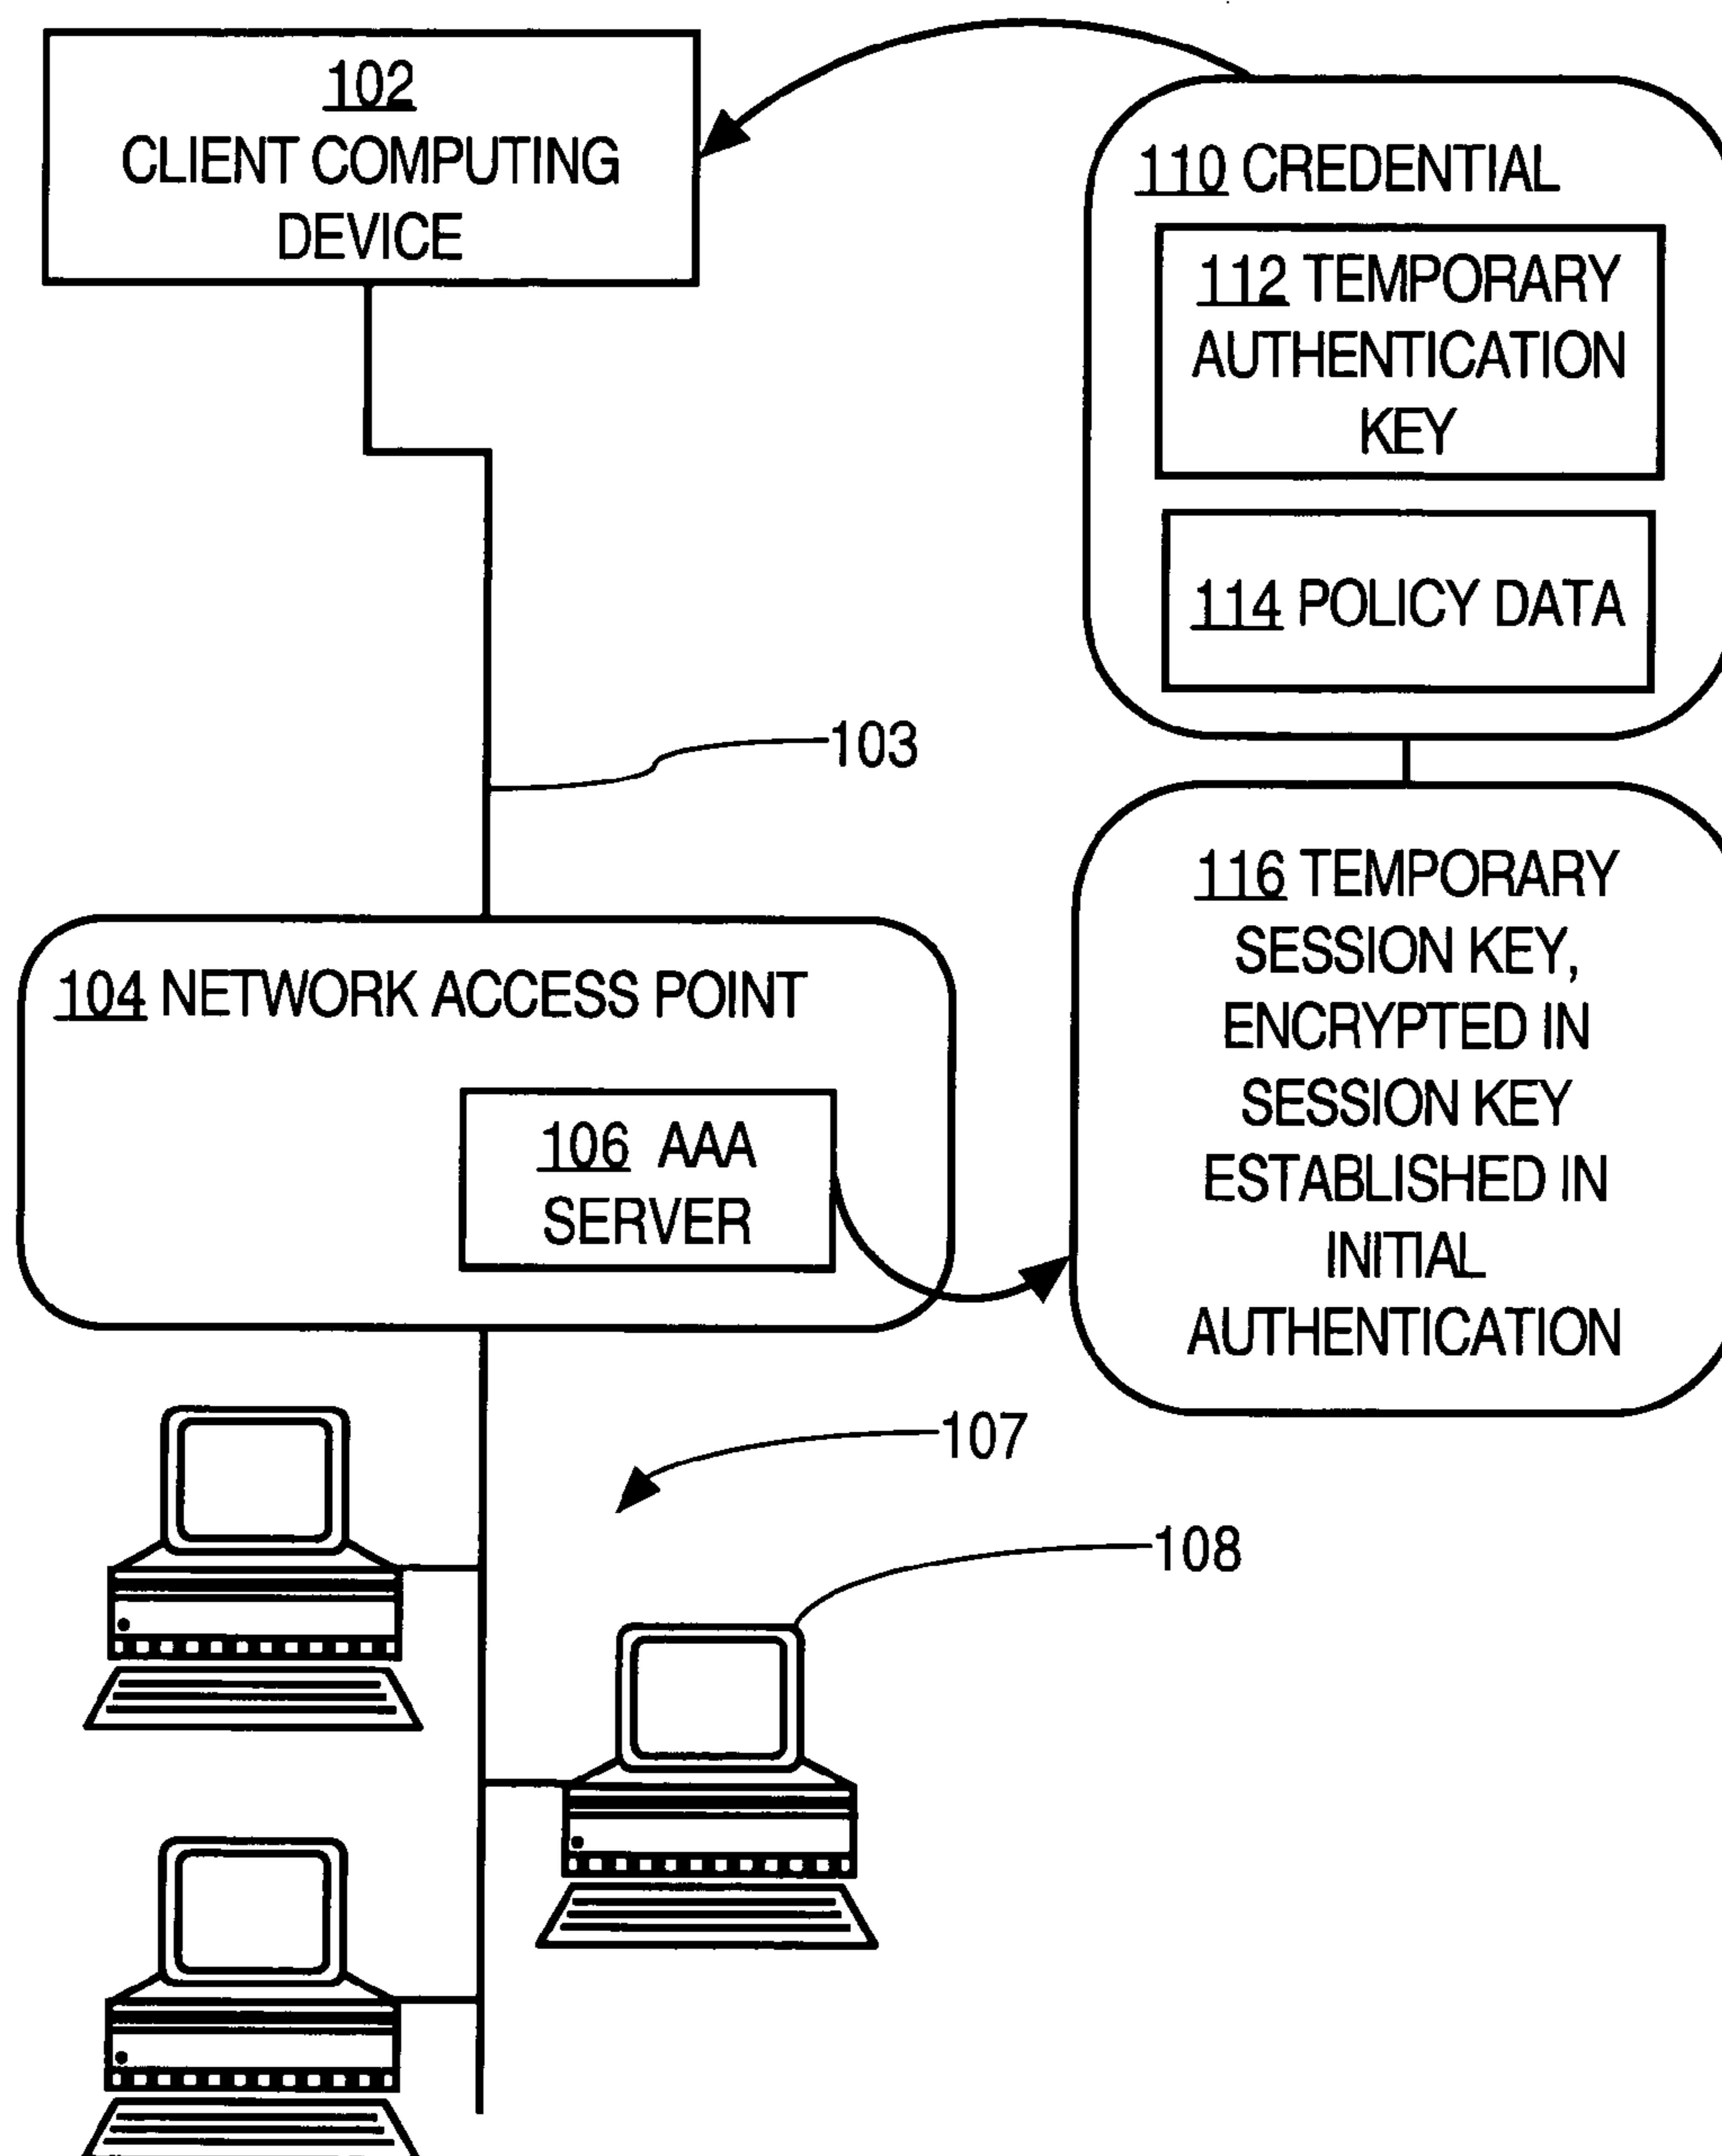 102
CLIENT COMPUTING
DEVICE
110 CREDENTIAL
112 TEMPORARY
AUTHENTICATION
KEY
114 POLICY DATA
103
116 TEMPORARY
SESSION KEY,
ENCRYPTED IN
SESSION KEY
ESTABLISHED IN
INITIAL
AUTHENTICATION
104 NETWORK ACCESS POINT
106 AAA
SERVER
107
108